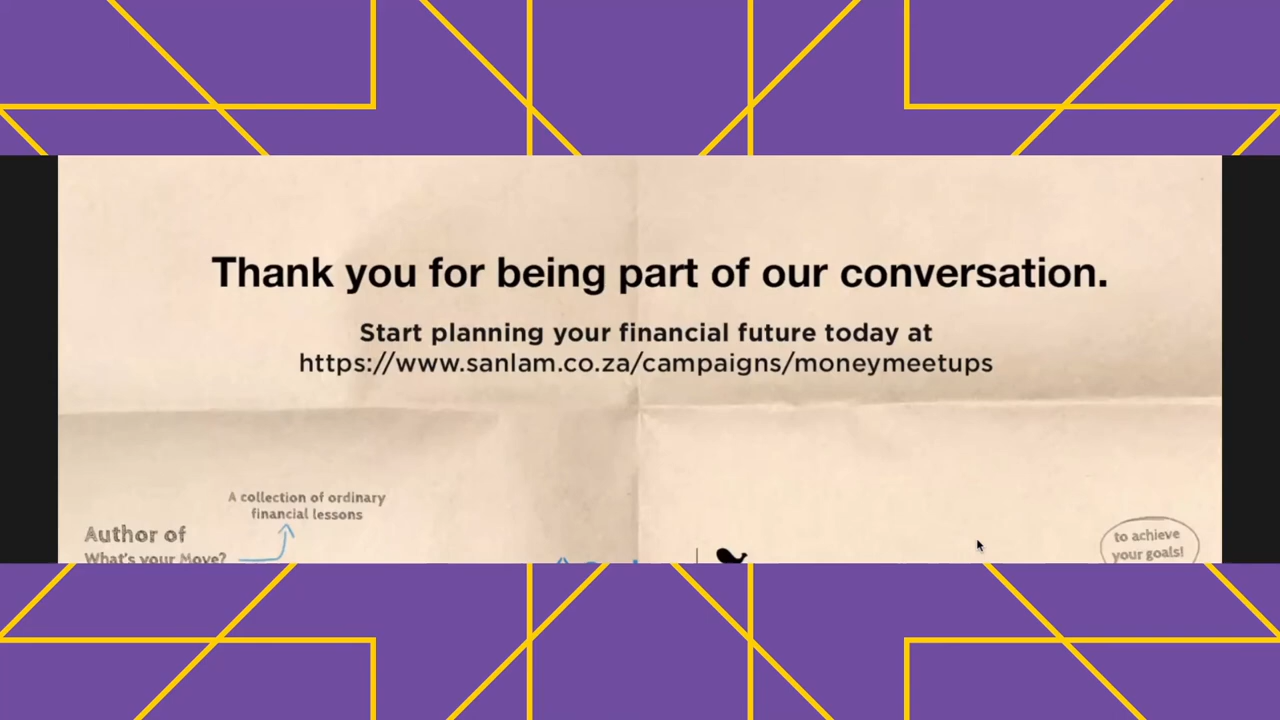 Thank you for being part of our conversation.
Start planning your financial future today at
https://www.sanlam.co.za/campaigns/moneymeetups
A collection of ordinary
financial lessons
Author of
What's your Move?
to achieve
your goals!